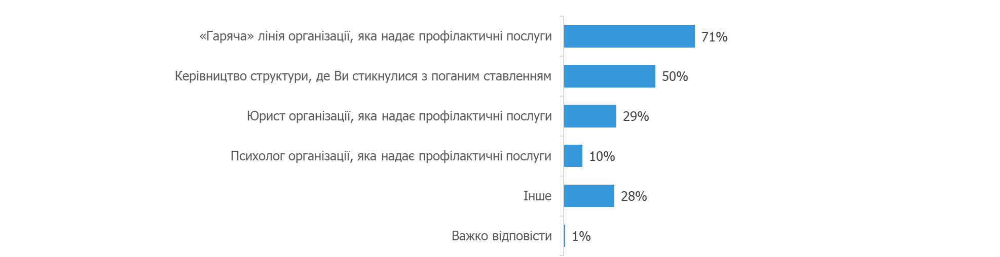 «Гаряча» лінія організації, яка надає профілактичні послуги 71%
Керівництво структури, де Ви стикнулися з поганим ставленням 50%
Юрист організації, яка надає профілактичні послуги 29%
Психолог організації, яка надає профілактичні послуги 10%
Інше 28%
Важко відповісти 1%